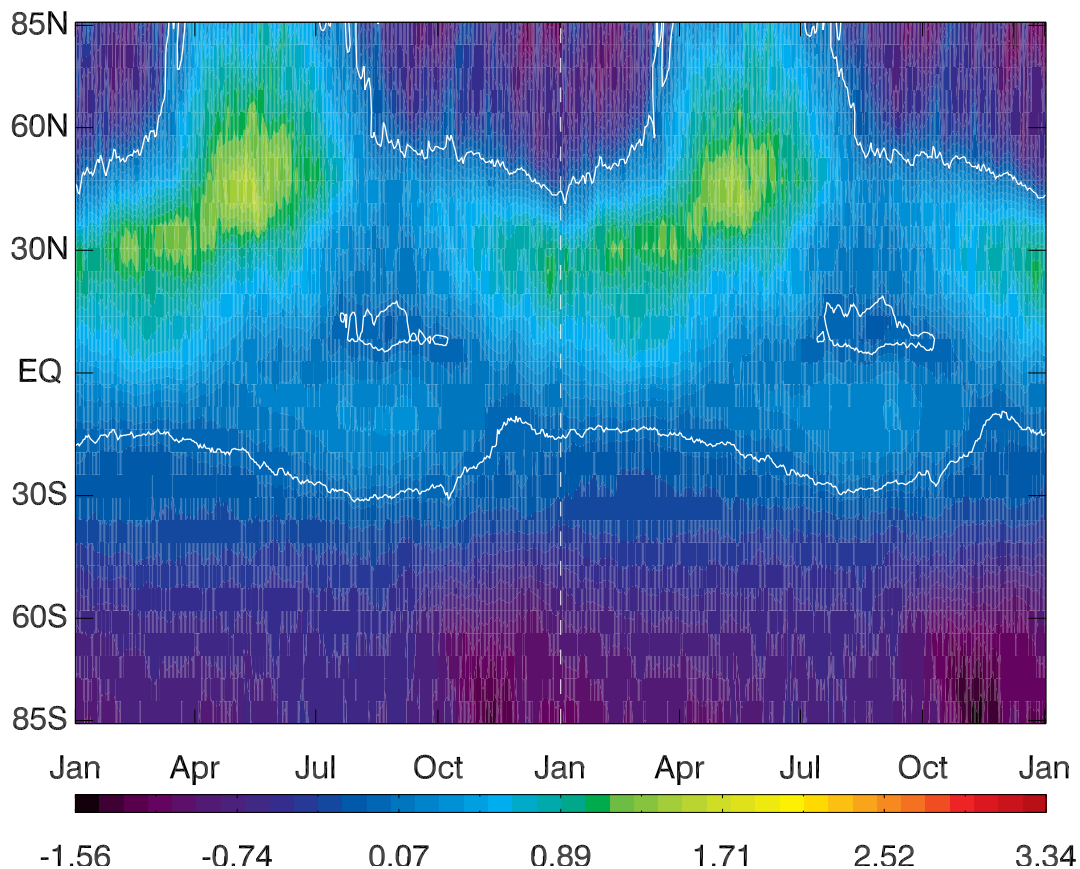 85N
60N
30N
EQ
30S
60S
85S
Jan Apr Jul Oct Jan Apr Jul Oct Jan
-1.56 -0.74 0.07 0.89 1.71 2.52 3.34